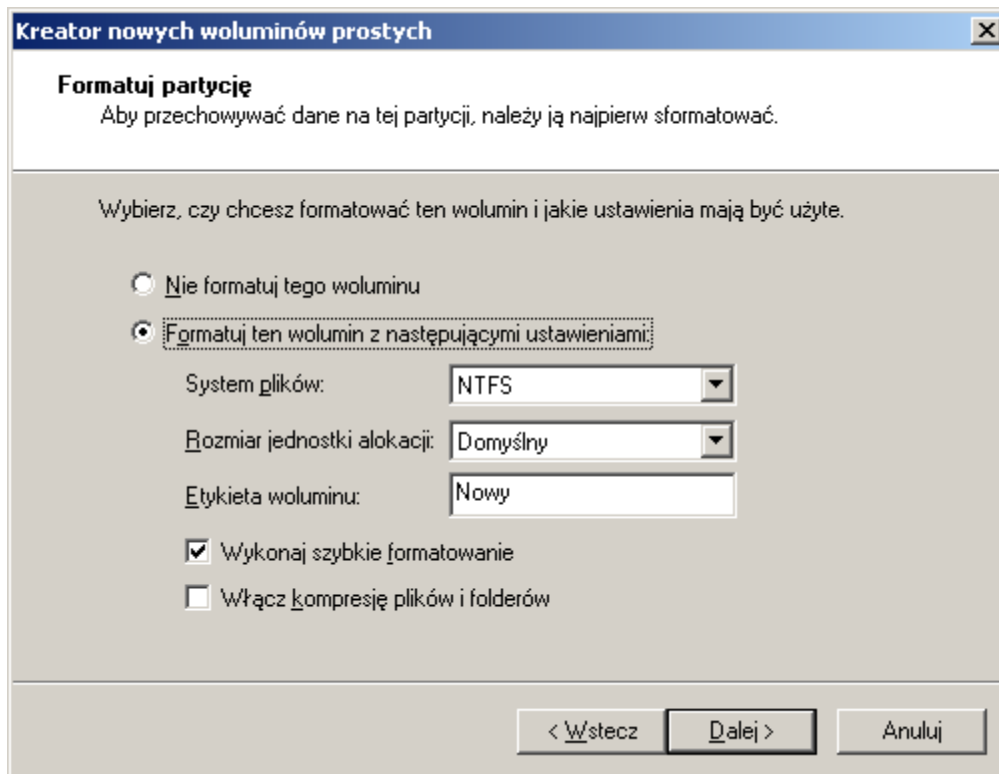 Kreator nowych woluminów prostych
Formatuj partycję
Aby przechowywać dane na tej partycji, należy ją najpierw sformatować.
Wybierz, czy chcesz formatować ten wolumin i jakie ustawienia mają być użyte.
Nie formatuj tego woluminu
Formatuj ten wolumin z następującymi ustawieniami:
System plików: NTFS
Rozmiar jednostki alokacji: Domyślny
Etykieta woluminu: Nowy
Wykonaj szybkie formatowanie
Włącz kompresję plików i folderów
< Wstecz Dalej > Anuluj